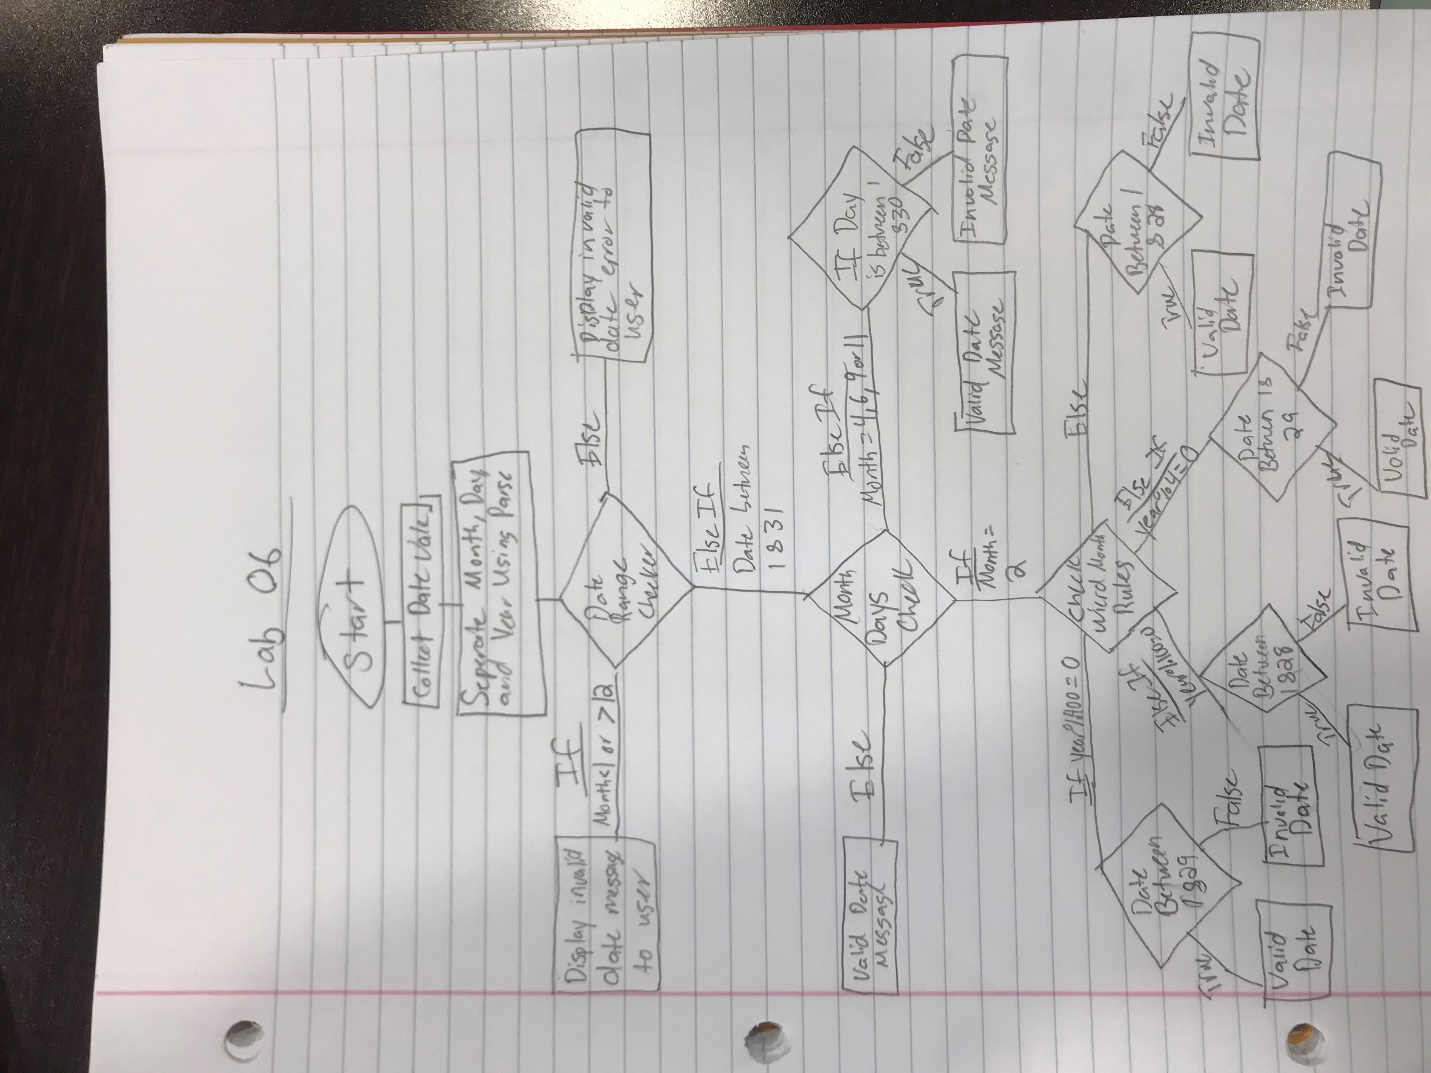 Lab 06
Start
Collect Date Value
Seperate Month, Day
and Year Using Parse
Date
Range
Checker
If
Month<1 or >12
Display invalid
date message
to user
Else
Display invalid
date error to
user
Else If
Date between
1 & 31
Month
Days
Check
Else
Valid Date
Message
Else If
Month = 4,6,9 or 11
If Day
is between 1
& 30
True
False
Valid Date
Message
Invalid Date
Message
If
Month =
2
Check
Werid Month
Rules
If year%400 = 0
Date
Between
1 & 29
True
False
Valid
Date
Invalid
Date
Else If
Date
Between
1 & 28
True
False
Valid Date
Invalid
Date
Else If
year%4 = 0
Date
Betwen 1 &
29
True
False
Valid
Date
Invalid
Date
Else
Date
Between 1
& 28
True
False
Valid
Date
Invalid
Date